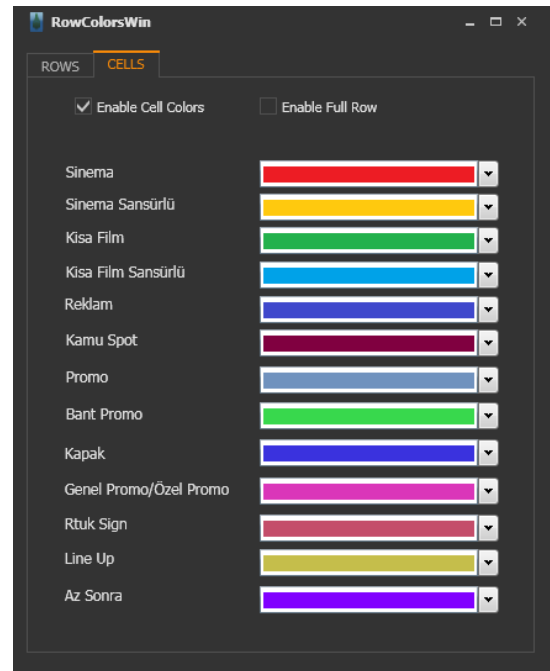 RowColorsWin
ROWS CELLS
Enable Cell Colors Enable Full Row
Sinema
Sinema Sansürlü
Kisa Film
Kisa Film Sansürlü
Reklam
Kamu Spot
Promo
Bant Promo
Kapak
Genel Promo/Özel Promo
Rtuk Sign
Line Up
Az Sonra